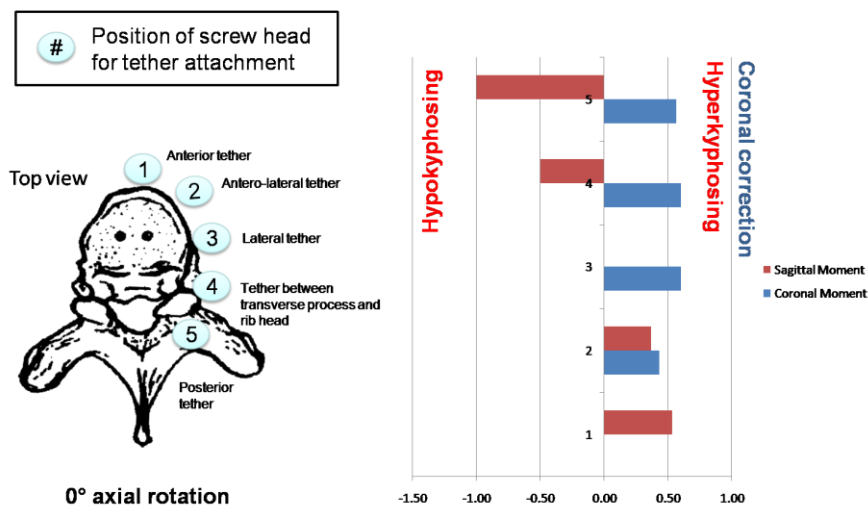 # Position of screw head
for tether attachment
Top view
1 Anterior tether
2 Antero-lateral tether
3 Lateral tether
4 Tether between
transverse process and
rib head
5
Posterior
tether
0° axial rotation
Hypokyphosing
Hyperkyphosing
Coronal correction
5
4
3
2
1
-1.50 -1.00 -0.50 0.00 0.50 1.00
Sagittal Moment
Coronal Moment